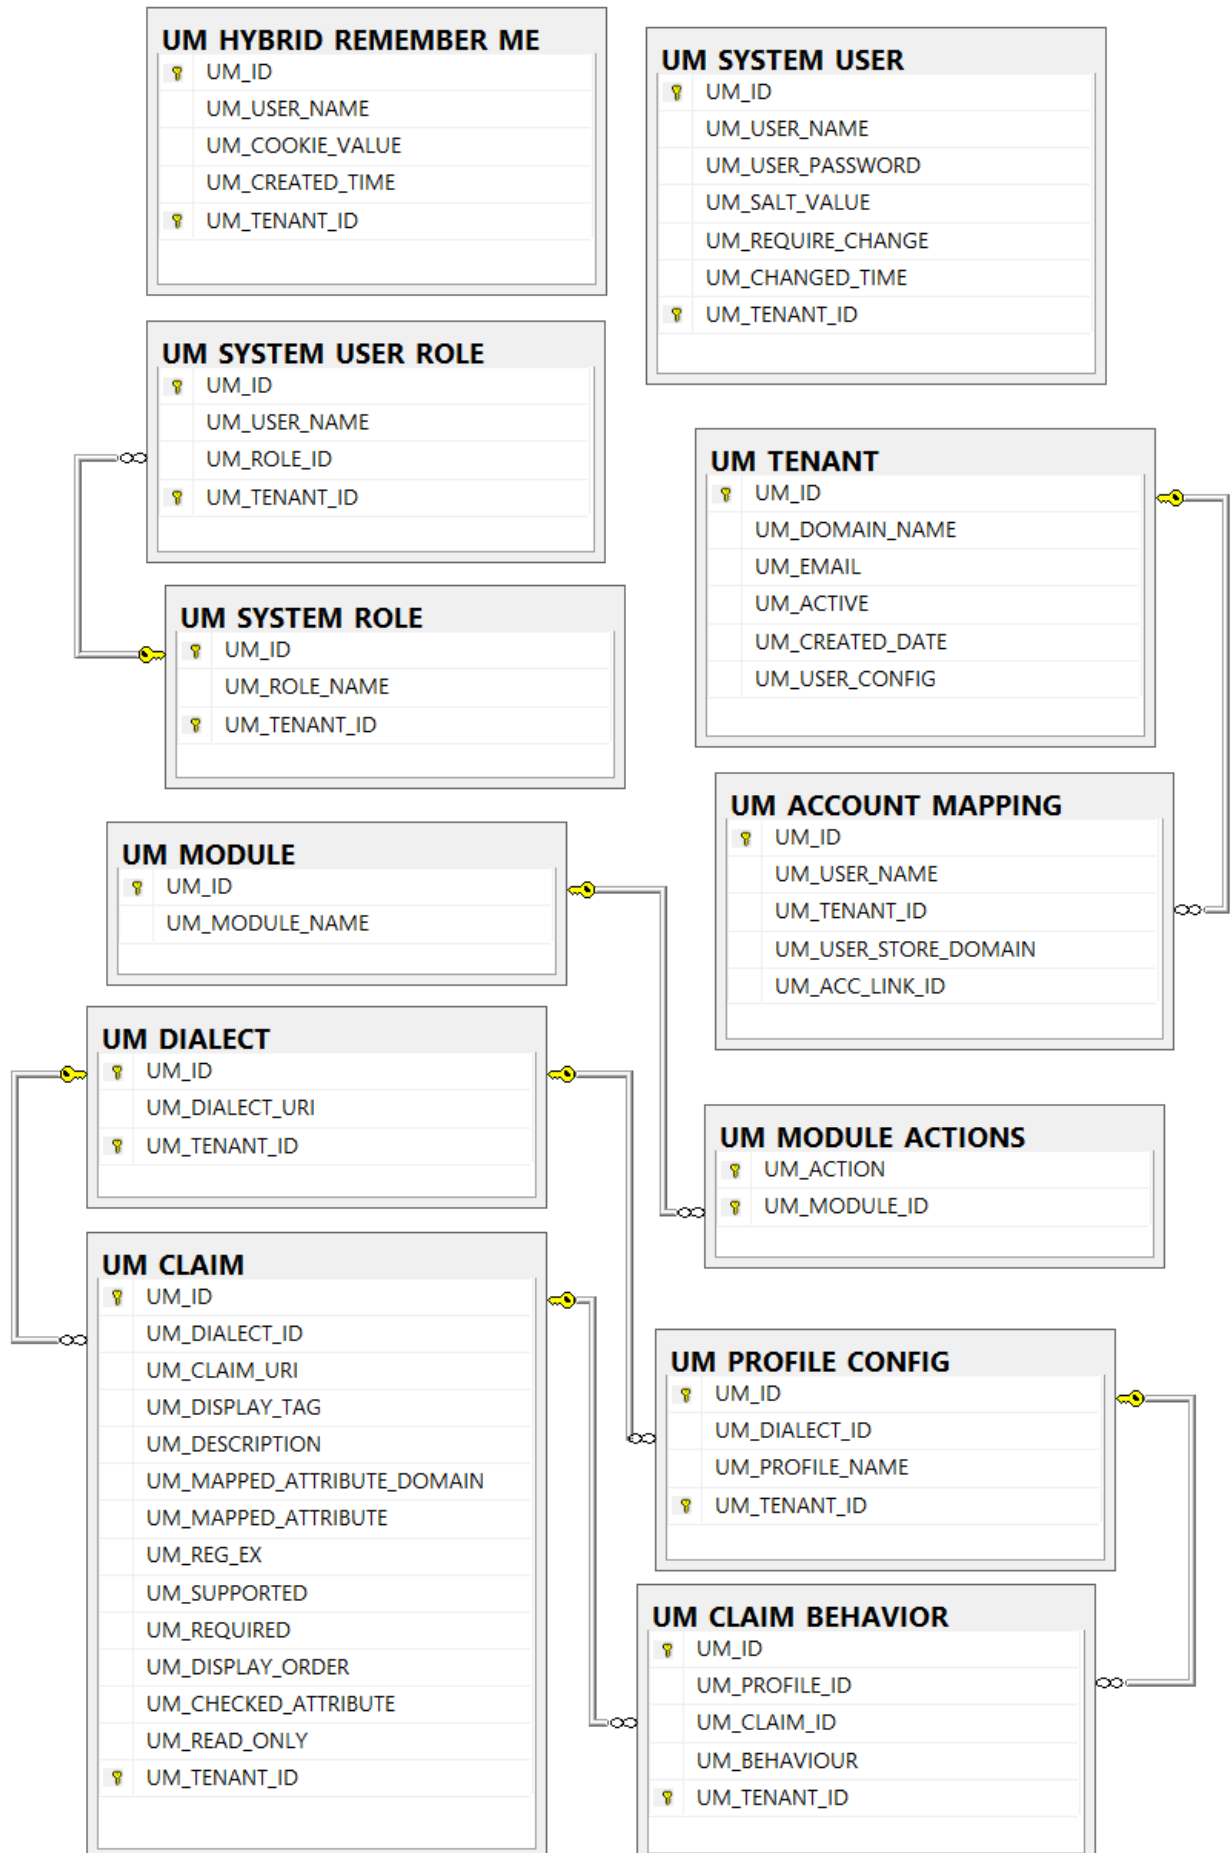 UM HYBRID REMEMBER ME
UM_ID
UM_USER_NAME
UM_COOKIE_VALUE
UM_CREATED_TIME
UM_TENANT_ID
UM SYSTEM USER
UM_ID
UM_USER_NAME
UM_USER_PASSWORD
UM_SALT_VALUE
UM_REQUIRE_CHANGE
UM_CHANGED_TIME
UM_TENANT_ID
UM SYSTEM USER ROLE
UM_ID
UM_USER_NAME
UM_ROLE_ID
UM_TENANT_ID
UM TENANT
UM_ID
UM_DOMAIN_NAME
UM_EMAIL
UM_ACTIVE
UM_CREATED_DATE
UM_USER_CONFIG
UM SYSTEM ROLE
UM_ID
UM_ROLE_NAME
UM_TENANT_ID
UM ACCOUNT MAPPING
UM_ID
UM_USER_NAME
UM_TENANT_ID
UM_USER_STORE_DOMAIN
UM_ACC_LINK_ID
UM MODULE
UM_ID
UM_MODULE_NAME
UM DIALECT
UM_ID
UM_DIALECT_URI
UM_TENANT_ID
UM MODULE ACTIONS
UM_ACTION
UM_MODULE_ID
UM CLAIM
UM_ID
UM_DIALECT_ID
UM_CLAIM_URI
UM_DISPLAY_TAG
UM_DESCRIPTION
UM_MAPPED_ATTRIBUTE_DOMAIN
UM_MAPPED_ATTRIBUTE
UM_REG_EX
UM_SUPPORTED
UM_REQUIRED
UM_DISPLAY_ORDER
UM_CHECKED_ATTRIBUTE
UM_READ_ONLY
UM_TENANT_ID
UM PROFILE CONFIG
UM_ID
UM_DIALECT_ID
UM_PROFILE_NAME
UM_TENANT_ID
UM CLAIM BEHAVIOR
UM_ID
UM_PROFILE_ID
UM_CLAIM_ID
UM_BEHAVIOUR
UM_TENANT_ID